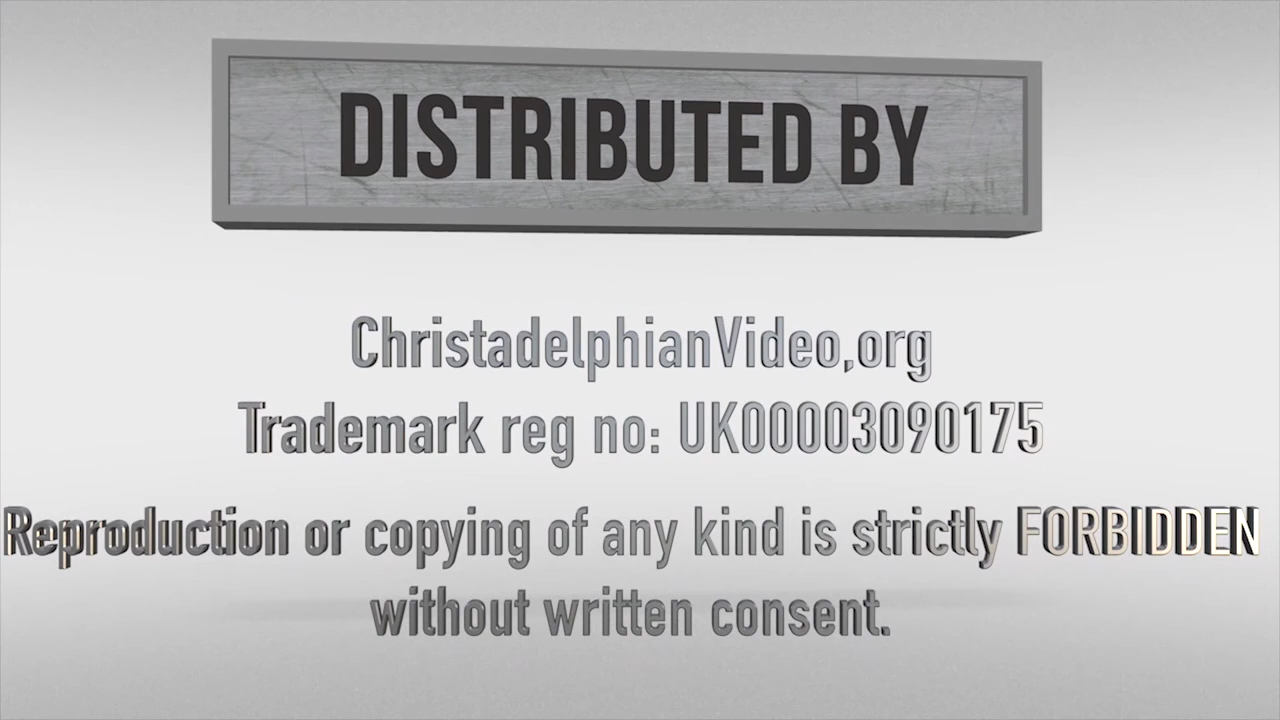 DISTRIBUTED BY
ChristadelphianVideo,org
Trademark reg no: UK00003090175
Reproduction or copying of any kind is strictly FORBIDDEN
without written consent.